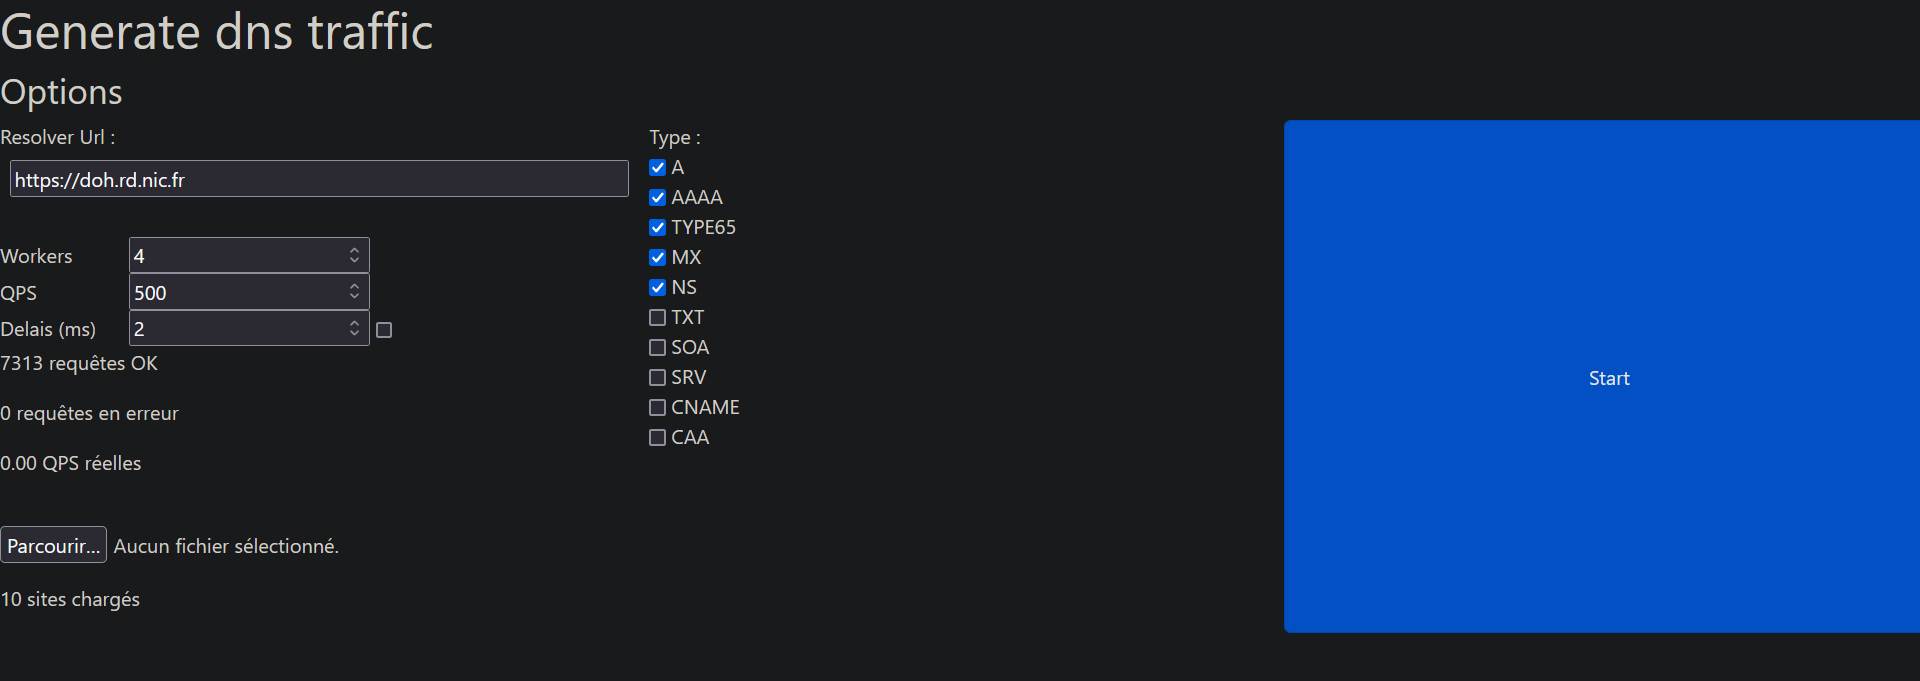 Generate dns traffic
Options
Resolver Url :
https://doh.rd.nic.fr
Workers
4
QPS
500
Delais (ms)
2
7313 requêtes OK
0 requêtes en erreur
0.00 QPS réelles
Parcourir... Aucun fichier sélectionné.
10 sites chargés
Type :
A
AAAA
TYPE65
MX
NS
TXT
SOA
SRV
CNAME
CAA
Start